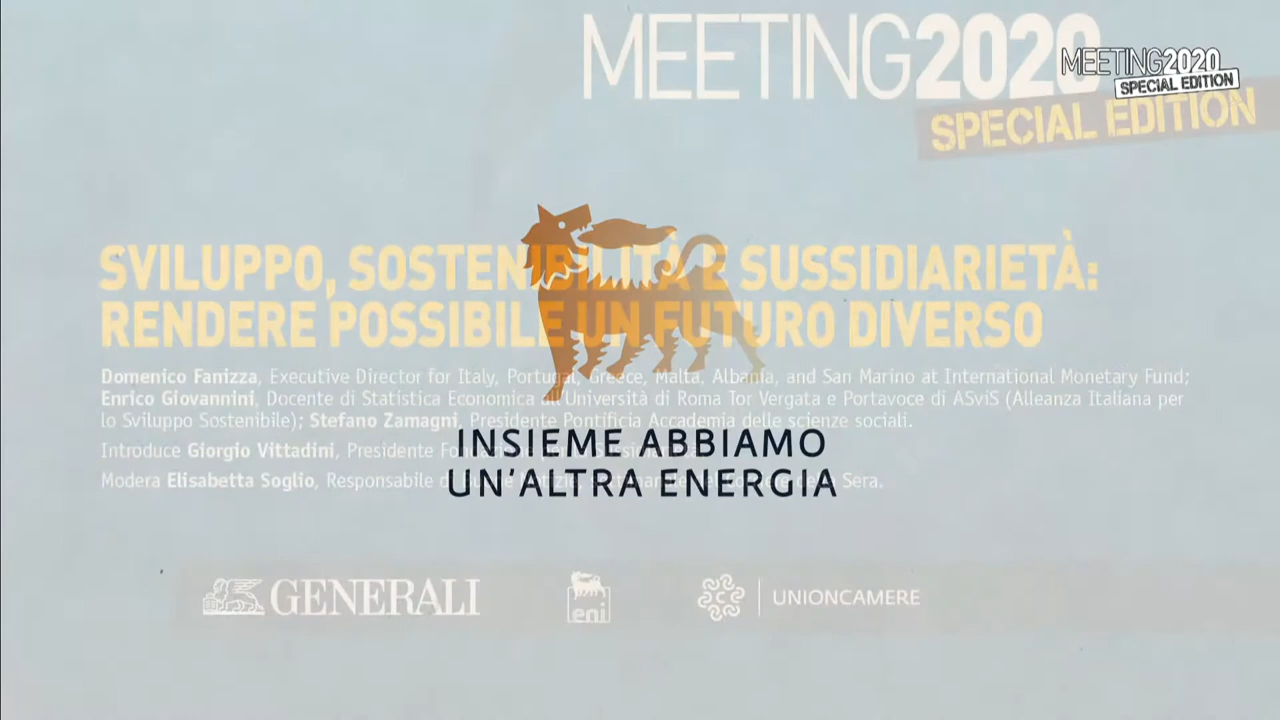 MEETING2020
SPECIAL EDITION
MEETING2020
SPECIAL EDITION
SVILUPPO, SOSTENIBILITÀ E SUSSIDIARIETÀ:
RENDERE POSSIBILE UN FUTURO DIVERSO
Domenico Fanizza, Executive Director for Italy, Portugal, Greece, Malta, Albania, and San Marino at International Monetary Fund;
Enrico Giovannini, Docente di Statistica Economica all'Università di Roma Tor Vergata e Portavoce di ASviS (Alleanza Italiana per
lo Sviluppo Sostenibile); Stefano Zamagni, Presidente Pontificia Accademia delle scienze sociali.
Introduce Giorgio Vittadini, Presidente
Modera Elisabetta Soglio, Responsabile Sera.
INSIEME ABBIAMO
UN'ALTRA ENERGIA
GENERALI
eni
UNIONCAMERE